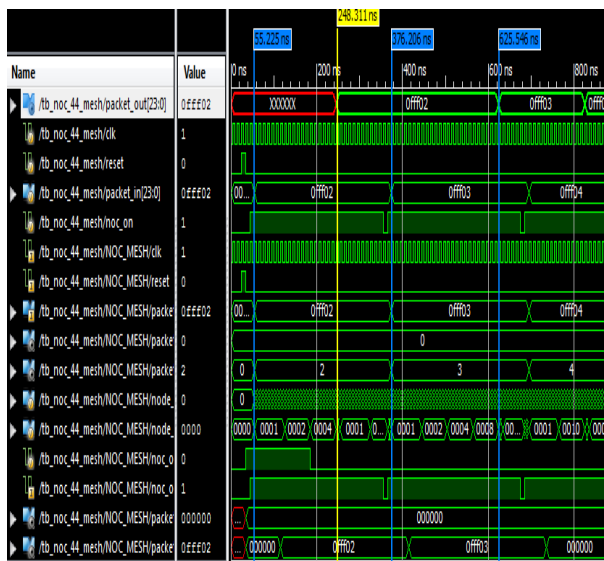 248.311 ns
55.225 ns 376.206 ns 625.546 ns
Name Value 0 ns 200 ns 400 ns 600 ns 800 ns
/tb_noc_44_mesh/packet_out[23:0] 0fff02 XXXXXX 0fff02 0fff03 0fff
/tb_noc_44_mesh/clk 1
/tb_noc_44_mesh/reset 0
/tb_noc_44_mesh/packet_in[23:0] 0fff02 00... 0fff02 0fff03 0fff04
/tb_noc_44_mesh/noc_on 1
/tb_noc_44_mesh/NOC_MESH/clk 1
/tb_noc_44_mesh/NOC_MESH/reset 0
/tb_noc_44_mesh/NOC_MESH/packe 0fff02 00... 0fff02 0fff03 0fff04
/tb_noc_44_mesh/NOC_MESH/packe 0 0
/tb_noc_44_mesh/NOC_MESH/packe 2 0 2 3 4
/tb_noc_44_mesh/NOC_MESH/node_ 0 0
/tb_noc_44_mesh/NOC_MESH/node_ 0000 0000 0001 0002 0004 0001 0... 0001 0002 0004 0008 00... 0001 0010 000
/tb_noc_44_mesh/NOC_MESH/noc_o 0
/tb_noc_44_mesh/NOC_MESH/noc_o 1
/tb_noc_44_mesh/NOC_MESH/packe 000000 ... 000000
/tb_noc_44_mesh/NOC_MESH/packe 0fff02 ... 000000 0fff02 0fff03 000000